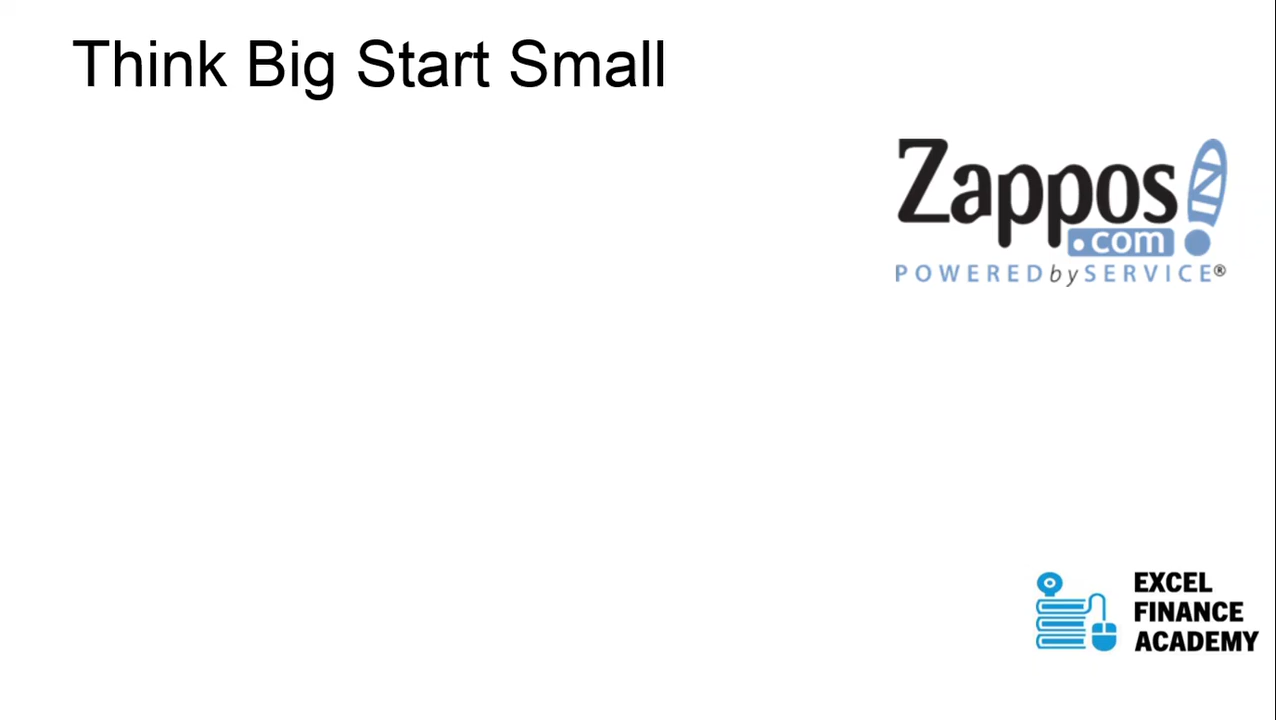 Think Big Start Small
Zappos
.com
POWERED by SERVICE®
EXCEL
FINANCE
ACADEMY